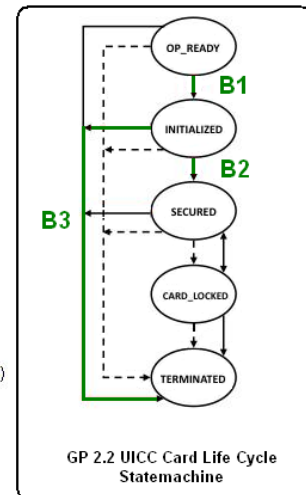 OP_READY
B1
INITIALIZED
B2
SECURED
B3
CARD_LOCKED
)
TERMINATED
GP 2.2 UICC Card Life Cycle
Statemachine